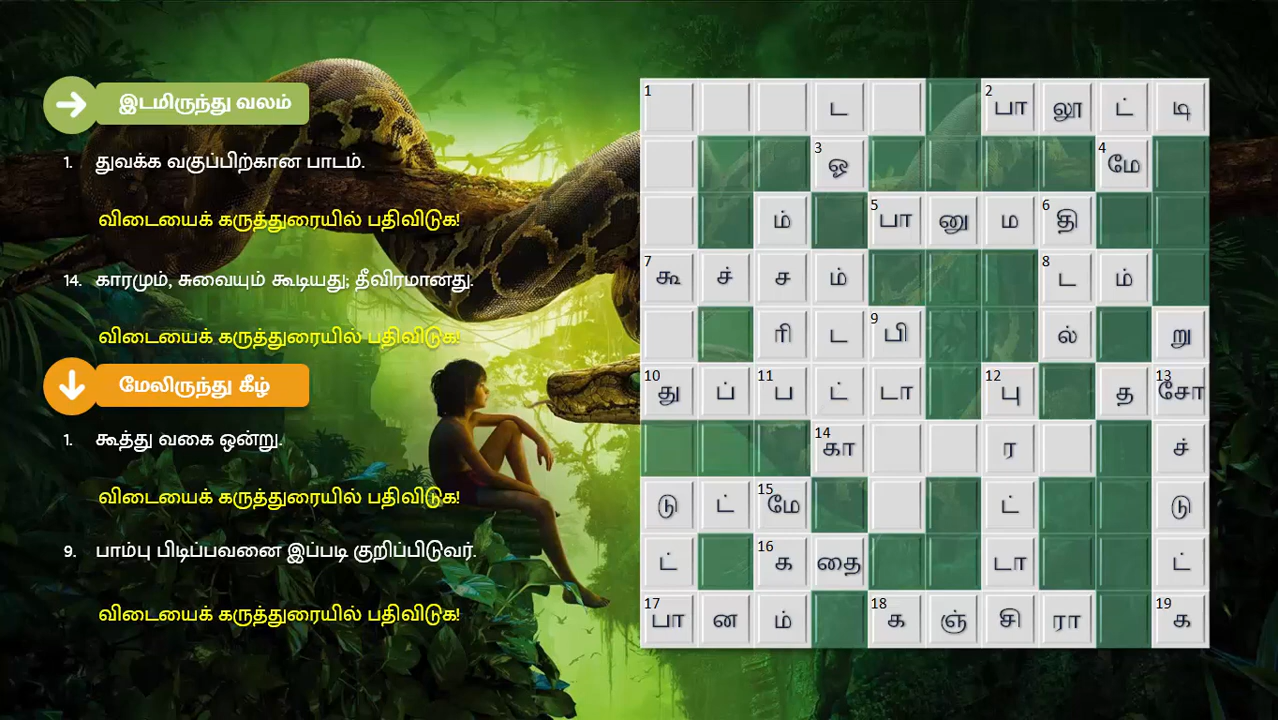 இடமிருந்து வலம்
1. துவக்க வகுப்பிற்கான பாடம்.
விடையைக் கருத்துரையில் பதிவிடுக!
14. காரமும், சுவையும் கூடியது; தீவிரமானது.
விடையைக் கருத்துரையில் பதிவிடுக!
மேலிருந்து கீழ்
1. கூத்து வகை ஒன்று.
விடையைக் கருத்துரையில் பதிவிடுக!
9. பாம்பு பிடிப்பவனை இப்படி குறிப்பிடுவர்.
விடையைக் கருத்துரையில் பதிவிடுக!
1 ட 2 பா லூ ட் டி
3 ஓ 4 மே
ம் 5 பா னு ம 6 தி
7 கூ ச் ச ம் 8 ட ம்
ரி ட 9 பி ல் று
10 து ப் 11 ப ட் டா 12 பு த 13 சோ
14 கா ர ச்
டு ட் 15 மே ட் டு
ட் 16 க தை டா ட்
17 பா ன ம் 18 க ஞ் சி ரா 19 க